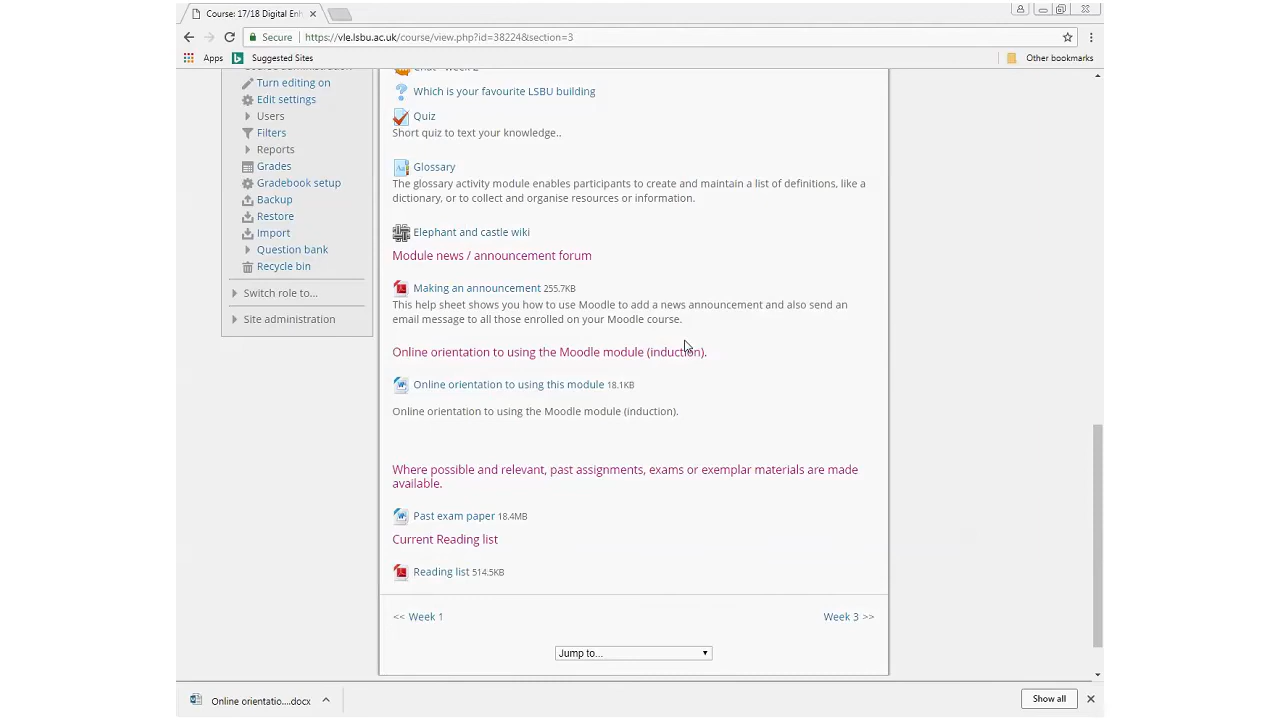 Course: 17/18 Digital Enh
Secure https://vle.lsbu.ac.uk/course/view.php?id=38224&section=3
Apps Suggested Sites Other bookmarks
Turn editing on
Edit settings
Users
Filters
Reports
Grades
Gradebook setup
Backup
Restore
Import
Question bank
Recycle bin
Switch role to...
Site administration
Which is your favourite LSBU building
Quiz
Short quiz to text your knowledge..
Glossary
The glossary activity module enables participants to create and maintain a list of definitions, like a
dictionary, or to collect and organise resources or information.
Elephant and castle wiki
Module news / announcement forum
Making an announcement 255.7KB
This help sheet shows you how to use Moodle to add a news announcement and also send an
email message to all those enrolled on your Moodle course.
Online orientation to using the Moodle module (induction).
Online orientation to using this module 18.1KB
Online orientation to using the Moodle module (induction).
Where possible and relevant, past assignments, exams or exemplar materials are made
available.
Past exam paper 18.4MB
Current Reading list
Reading list 514.5KB
<< Week 1
Week 3 >>
Jump to...
Online orientatio....docx
Show all